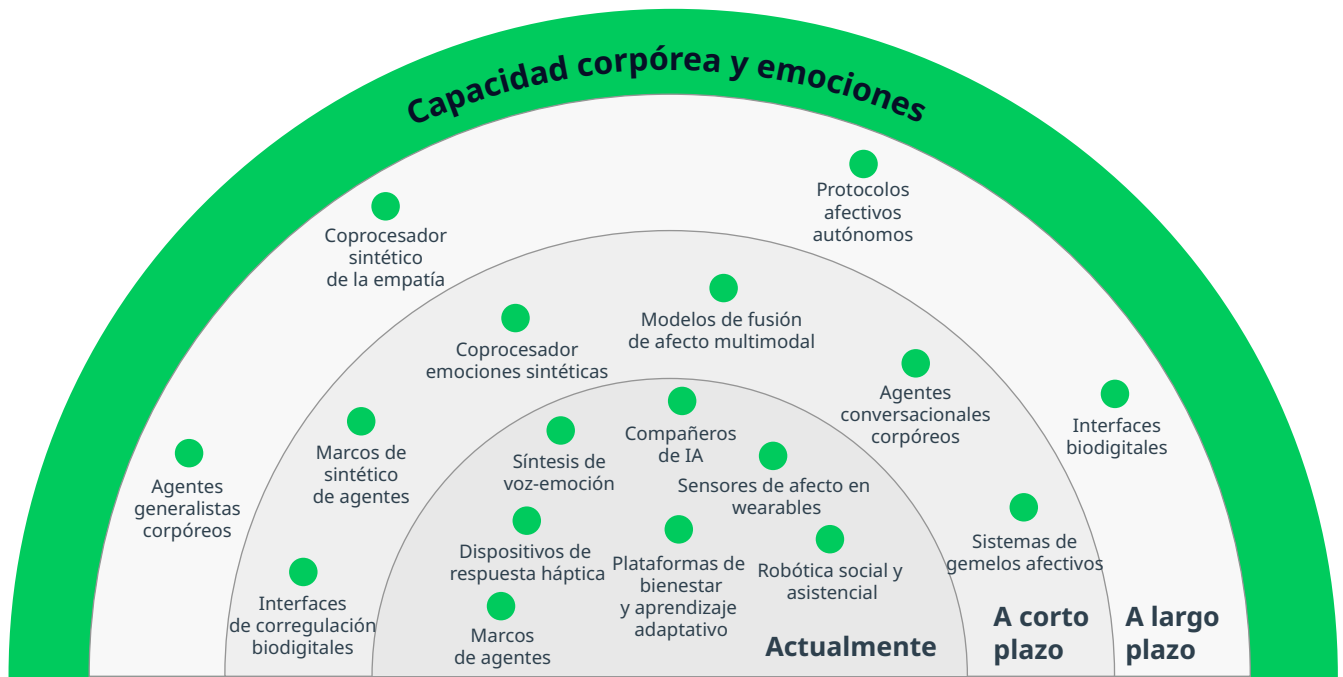 Capacidad corpórea y emociones
Protocolos
afectivos
autónomos
Coprocesador
sintético
de la empatía
Modelos de fusión
de afecto multimodal
Coprocesador
emociones sintéticas
Agentes
conversacionales
corpóreos
Interfaces
biodigitales
Compañeros
de IA
Marcos de
sintético
de agentes
Síntesis de
voz-emoción
Sensores de afecto en
wearables
Agentes
generalistas
corpóreos
Dispositivos de
respuesta háptica
Plataformas de
bienestar
y aprendizaje
adaptativo
Robótica social y
asistencial
Sistemas de
gemelos afectivos
Interfaces
de corregulación
biodigitales
Marcos
de agentes
Actualmente
A corto
plazo
A largo
plazo